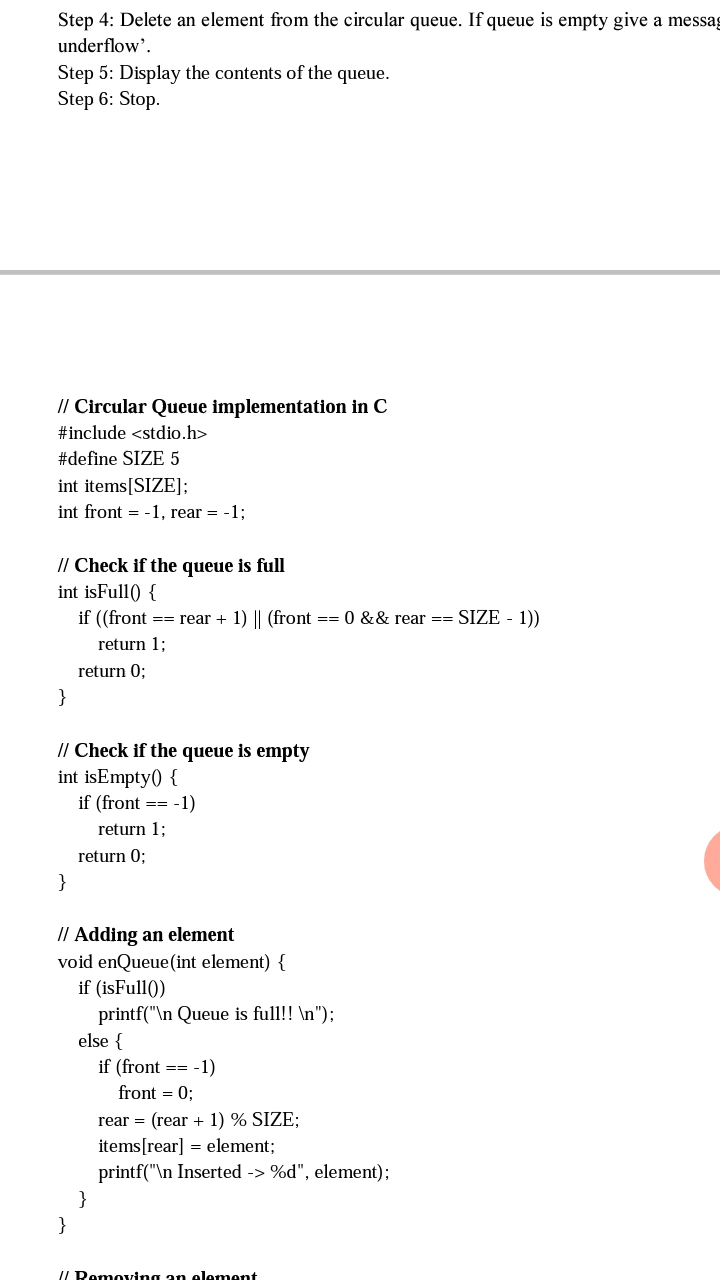 Step 4: Delete an element from the circular queue. If queue is empty give a
underflow’.
Step 5: Display the contents of the queue.
Step 6: Stop.
// Circular Queue implementation in C
#include <stdio.h>
#define SIZE 5
int items[SIZE];
int front = -1, rear = -1;
// Check if the queue is full
int isFull() {
if ((front == rear + 1) || (front == 0 && rear == SIZE - 1))
return 1;
return 0;
}
// Check if the queue is empty
int isEmpty() {
if (front == -1)
return 1;
return 0;
}
// Adding an element
void enQueue(int element) {
if (isFull())
printf("\n Queue is full!! \n");
else {
if (front == -1)
front = 0;
rear = (rear + 1) % SIZE;
items[rear] = element;
printf("\n Inserted -> %d", element);
}
}
// Removing an element